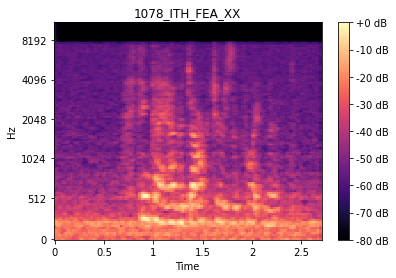 1078_ITH_FEA_XX
+0 dB
8192
-10 dB
4096
-20 dB
-30 dB
2048
Hz
-40 dB
1024
-50 dB
512
-60 dB
-70 dB
0
-80 dB
0 0.5 1 1.5 2 2.5
Time